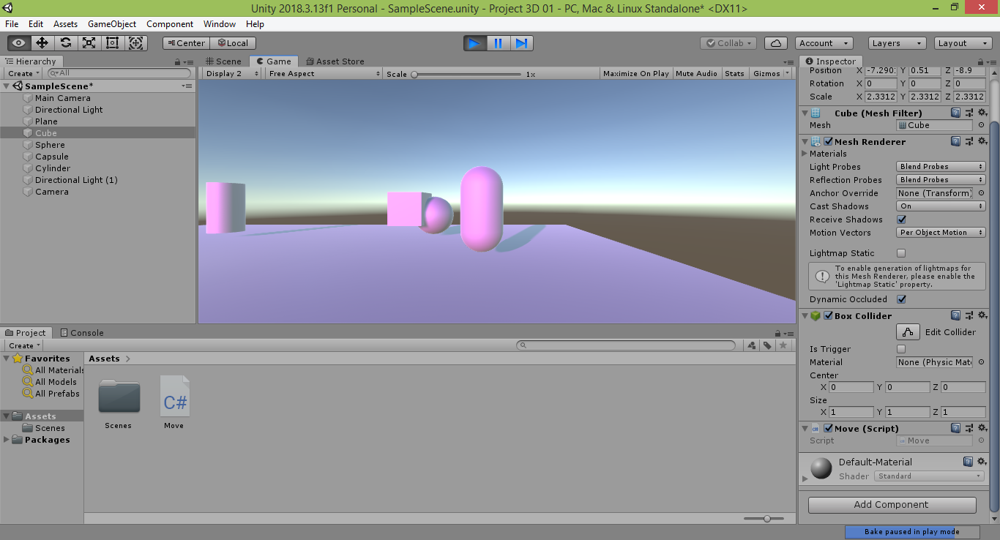 Unity 2018.3.13f1 Personal - SampleScene.unity - Project 3D 01 - PC, Mac & Linux Standalone* <DX11>
File Edit Assets GameObject Component Window Help
Center Local Collab Account Layers Layout
Hierarchy
Create All
SampleScene*
Main Camera
Directional Light
Plane
Cube
Sphere
Capsule
Cylinder
Directional Light (1)
Camera
Scene Game Asset Store
Display 2 Free Aspect Scale 1x Maximize On Play Mute Audio Stats Gizmos
Inspector
Position X -7.290 Y 0.51 Z -8.9
Rotation X 0 Y 0 Z 0
Scale X 2.3312 Y 2.3312 Z 2.3312
Cube (Mesh Filter)
Mesh Cube
Mesh Renderer
Materials
Light Probes Blend Probes
Reflection Probes Blend Probes
Anchor Override None (Transform)
Cast Shadows On
Receive Shadows
Motion Vectors Per Object Motion
Lightmap Static
To enable generation of lightmaps for
this Mesh Renderer, please enable the
'Lightmap Static' property.
Dynamic Occluded
Box Collider
Edit Collider
Is Trigger
Material None (Physic Mat
Center
X 0 Y 0 Z 0
Size
X 1 Y 1 Z 1
Move (Script)
Script Move
Default-Material
Shader Standard
Add Component
Project Console
Create
Favorites
All Materials
All Models
All Prefabs
Assets
Scenes
Packages
Assets
C#
Scenes Move
Bake paused in play mode